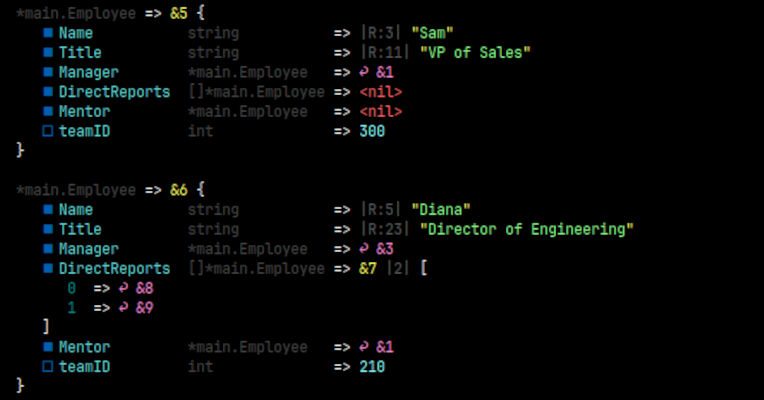 *main.Employee => &5 {
■ Name string => |R:3| "Sam"
■ Title string => |R:11| "VP of Sales"
■ Manager *main.Employee => ⤶ &1
■ DirectReports []*main.Employee => <nil>
■ Mentor *main.Employee => <nil>
□ teamID int => 300
}
*main.Employee => &6 {
■ Name string => |R:5| "Diana"
■ Title string => |R:23| "Director of Engineering"
■ Manager *main.Employee => ⤶ &3
■ DirectReports []*main.Employee => &7 |2| [
0 => ⤶ &8
1 => ⤶ &9
]
■ Mentor *main.Employee => ⤶ &1
□ teamID int => 210
}